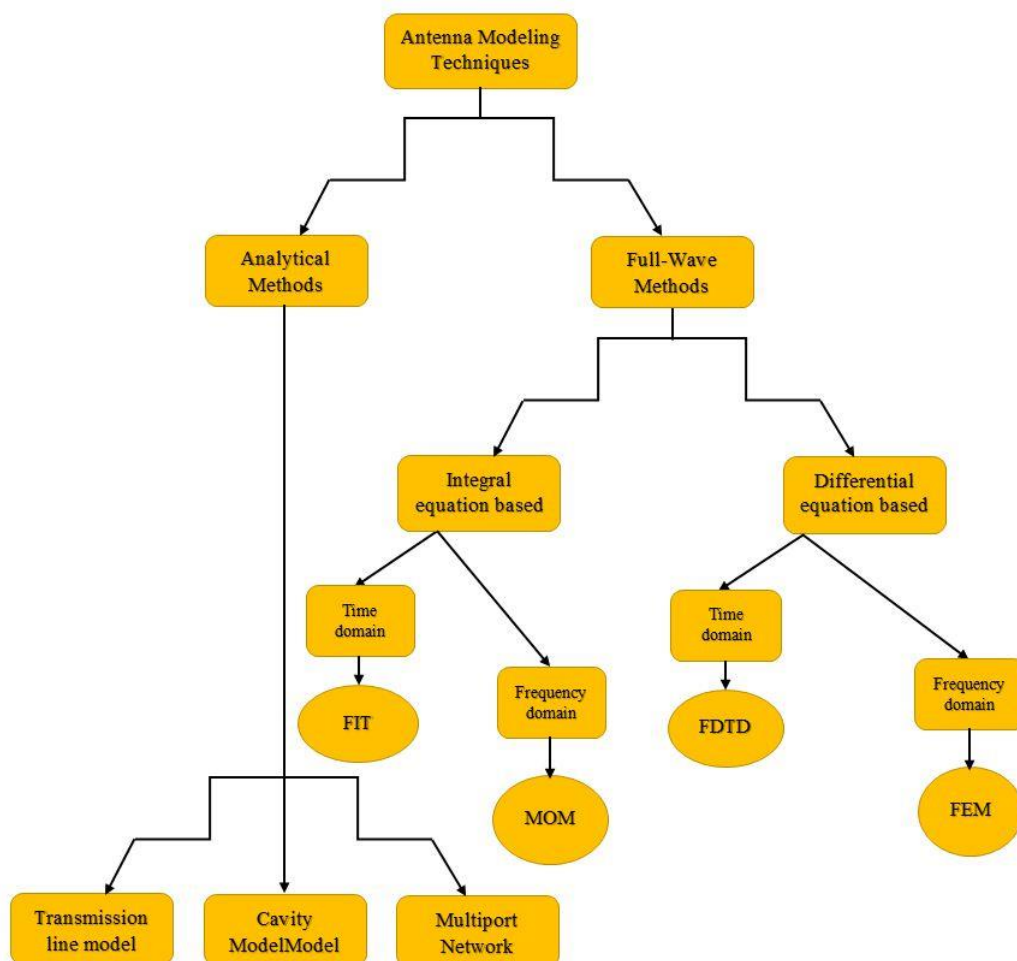 Antenna Modeling
Techniques
Analytical
Methods
Full-Wave
Methods
Integral
equation based
Differential
equation based
Time
domain
Time
domain
Frequency
domain
Frequency
domain
FIT
FDTD
MOM
FEM
Transmission
line model
Cavity
ModelModel
Multiport
Network